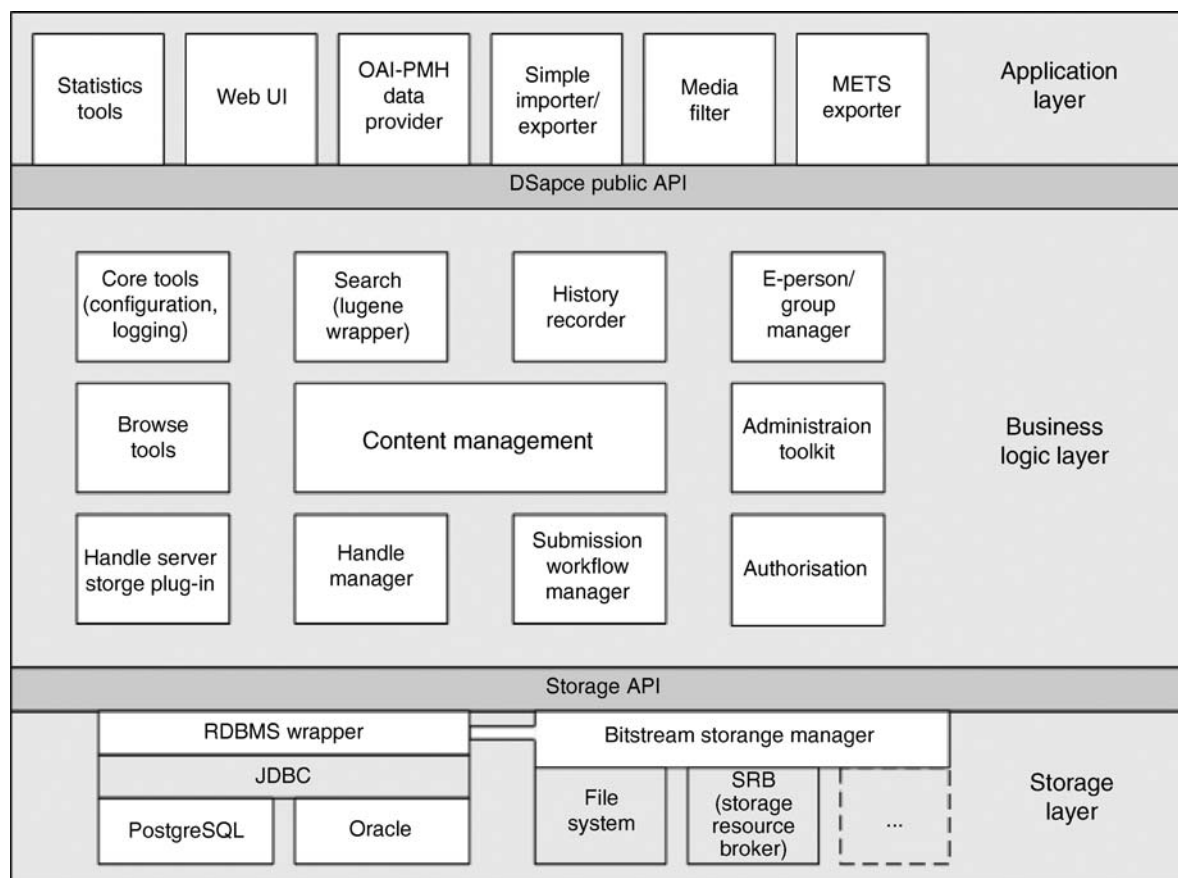 Statistics
tools
Web UI
OAI-PMH
data
provider
Simple
importer/
exporter
Media
filter
METS
exporter
Application
layer
DSapce public API
Core tools
(configuration,
logging)
Search
(lugene
wrapper)
History
recorder
E-person/
group
manager
Browse
tools
Content management
Administraion
toolkit
Business
logic layer
Handle server
storge plug-in
Handle
manager
Submission
workflow
manager
Authorisation
Storage API
RDBMS wrapper
Bitstream storange manager
JDBC
PostgreSQL
Oracle
File
system
SRB
(storage
resource
broker)
...
Storage
layer